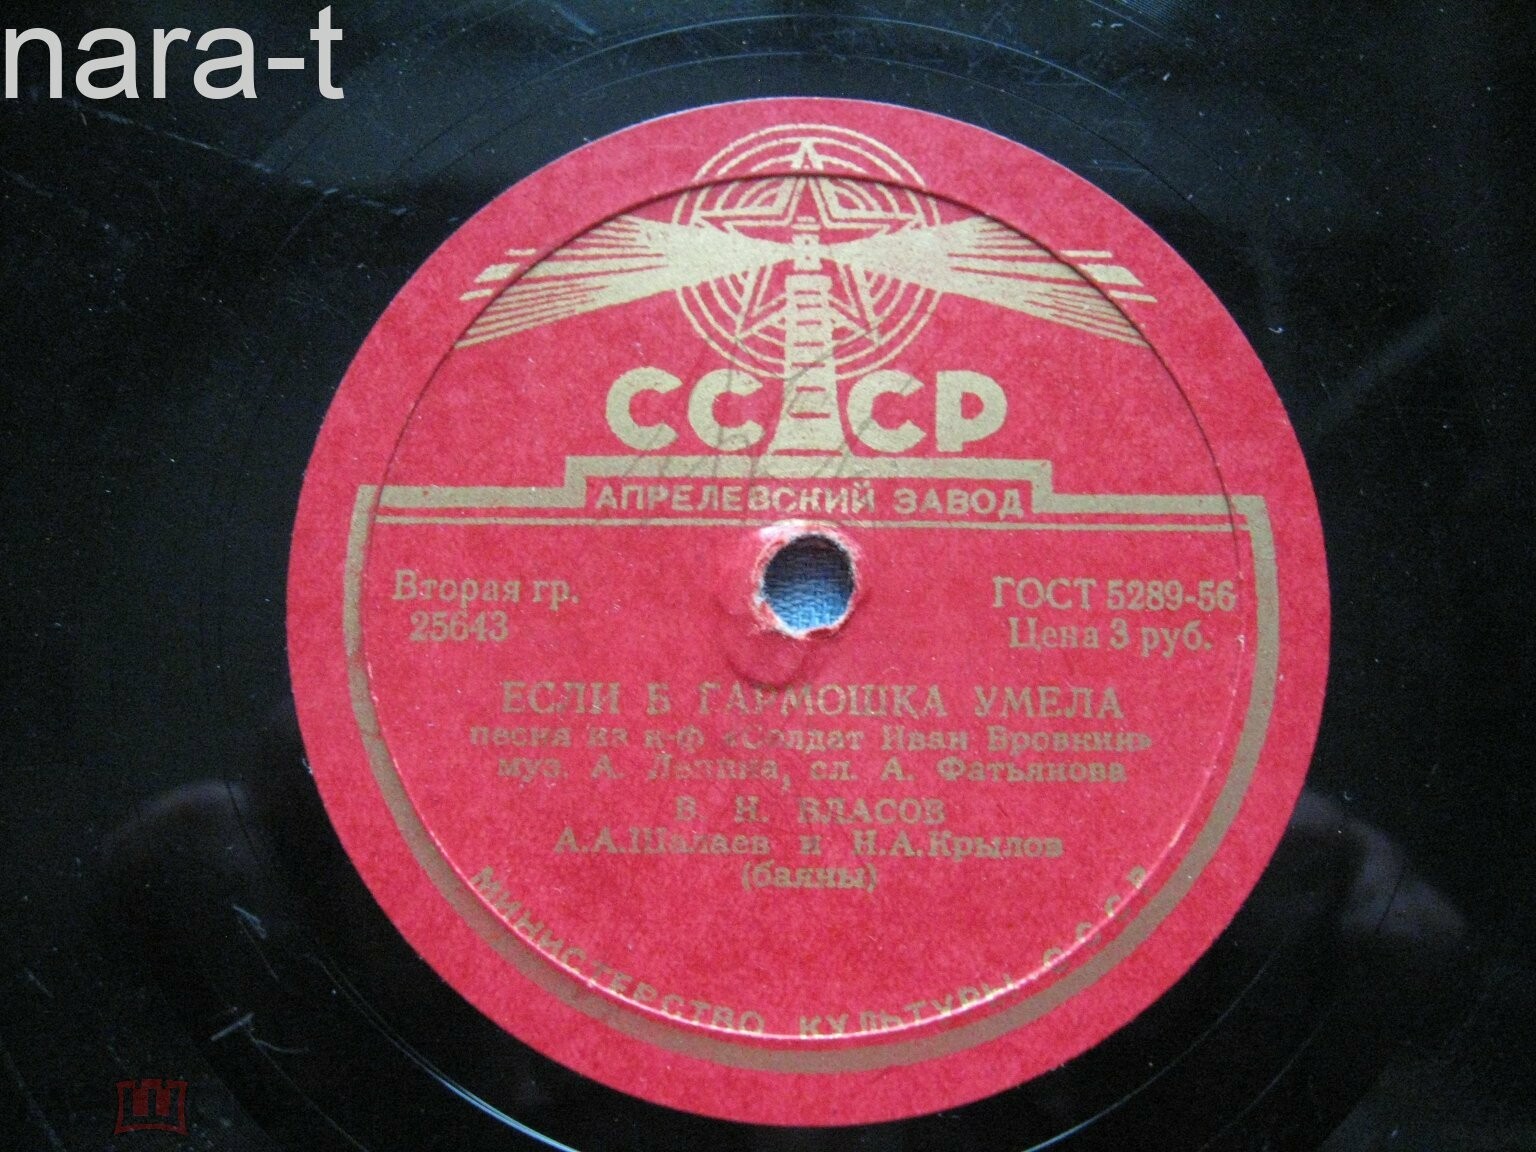 nara-t
СССР
АПРЕЛЕВСКИЙ ЗАВОД
Вторая гр.
25643
ГОСТ 5289-56
Цена 3 руб.
ЕСЛИ Б ГАРМОШКА УМЕЛА
песня из к-ф «Солдат Иван Бровкин»
муз. А. Лепина, сл. А. Фатьянова
В. Н. ВЛАСОВ
А.А.Шалаев и Н.А.Крылов
(баяны)
МИНИСТЕРСТВО КУЛЬТУРЫ СССР